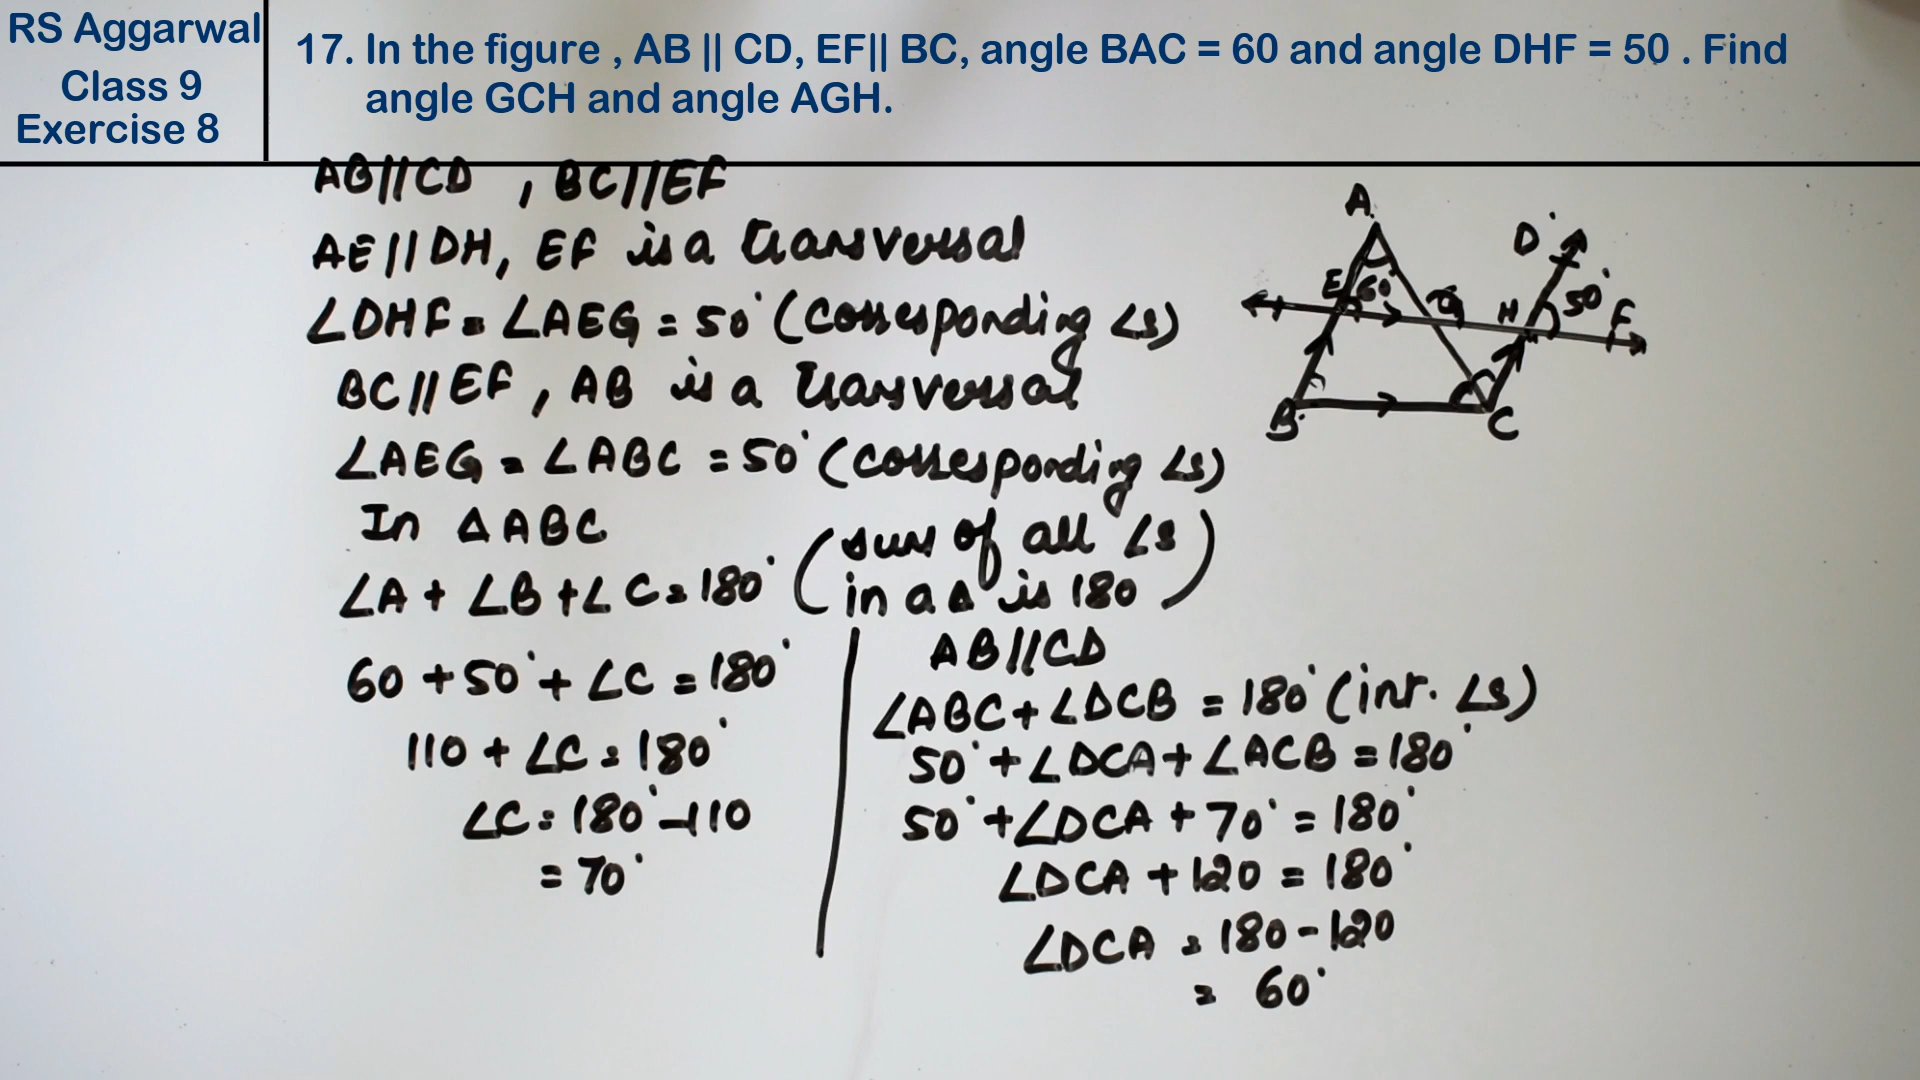 RS Aggarwal
Class 9
Exercise 8
17. In the figure , AB || CD, EF|| BC, angle BAC = 60 and angle DHF = 50 . Find
angle GCH and angle AGH.
AB//CD , BC//EF
AE//DH, EF is a transversal
∠DHF = ∠AEG = 50° (corresponding ∠s)
BC//EF, AB is a transversal
∠AEG = ∠ABC = 50° (corresponding ∠s)
In △ABC
∠A + ∠B + ∠C = 180° (sum of all ∠s
in a △ is 180)
60 + 50° + ∠C = 180°
110 + ∠C = 180°
∠C = 180° - 110
= 70°
AB//CD
∠ABC + ∠DCB = 180° (int. ∠s)
50° + ∠DCA + ∠ACB = 180°
50° + ∠DCA + 70° = 180°
∠DCA + 120 = 180°
∠DCA = 180 - 120
= 60°
A
D
E 60° G H 50° F
B C